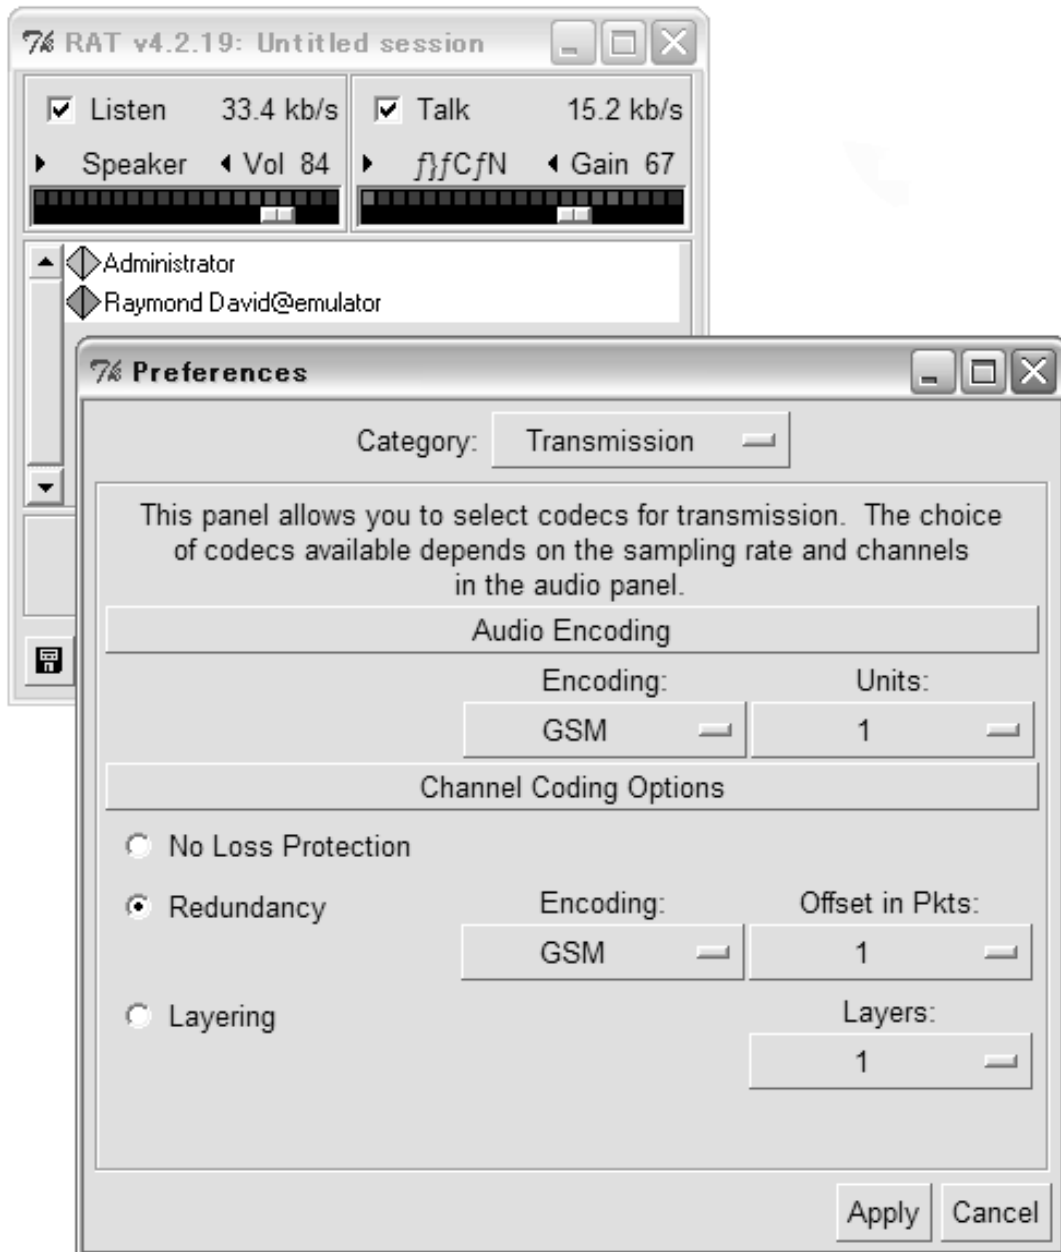 RAT v4.2.19: Untitled session
Listen 33.4 kb/s Talk 15.2 kb/s
Speaker Vol 84 ƒ}ƒCƒN Gain 67
Administrator
Raymond David@emulator
Preferences
Category: Transmission
This panel allows you to select codecs for transmission. The choice
of codecs available depends on the sampling rate and channels
in the audio panel.
Audio Encoding
Encoding: Units:
GSM 1
Channel Coding Options
No Loss Protection
Redundancy Encoding: Offset in Pkts:
GSM 1
Layering Layers:
1
Apply Cancel